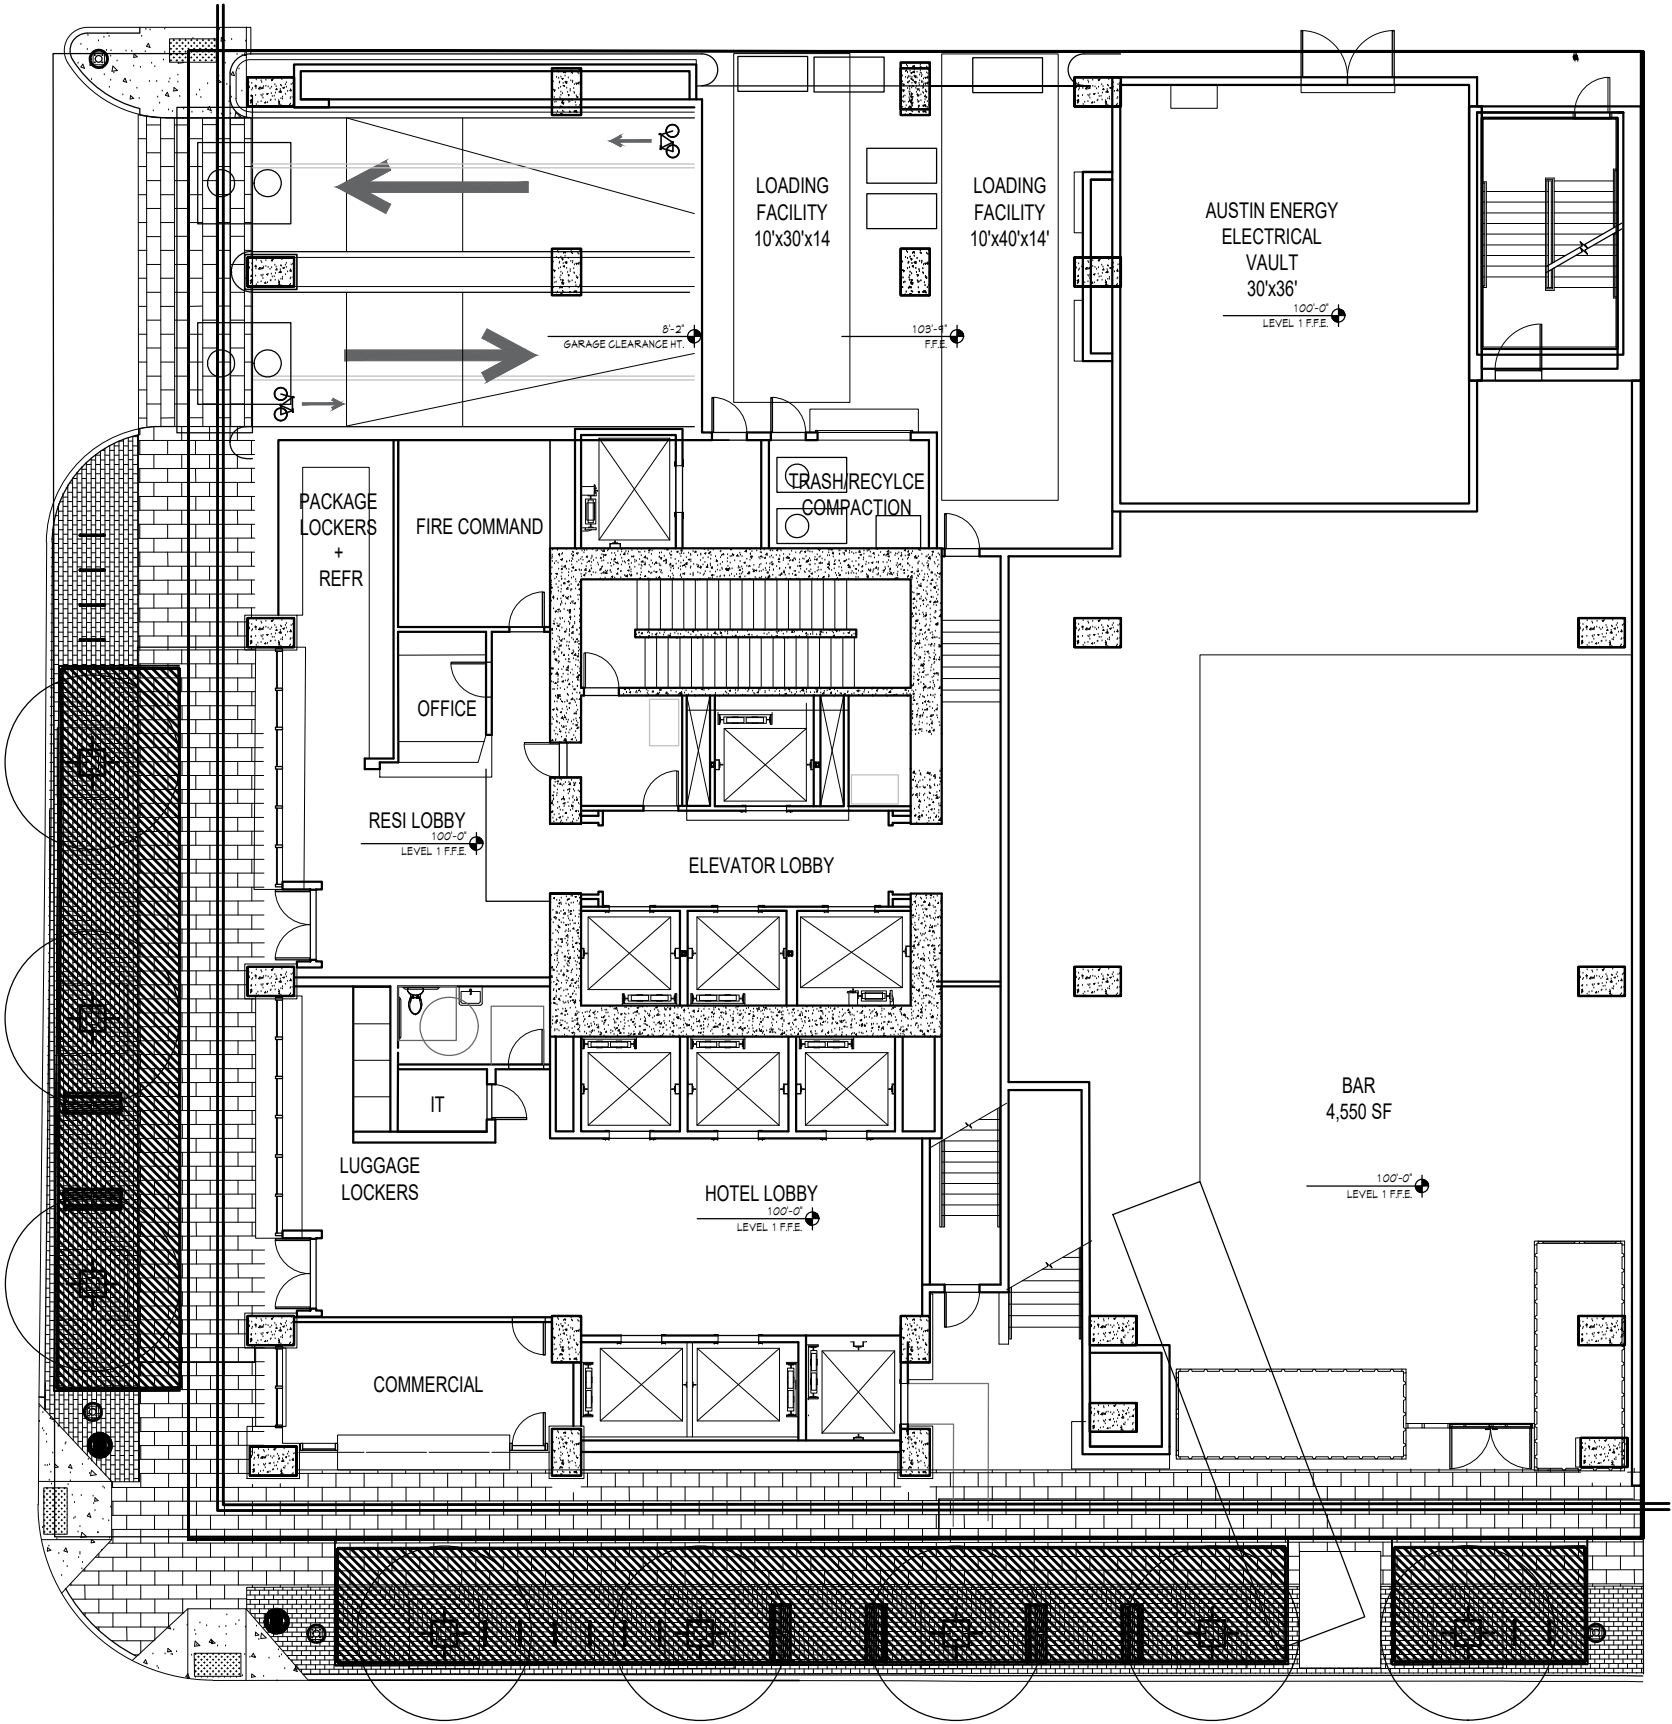 LOADING
FACILITY
10'x30'x14
LOADING
FACILITY
10'x40'x14'
AUSTIN ENERGY
ELECTRICAL
VAULT
30'x36'
100'-0"
LEVEL 1 F.F.E.
8'-2"
GARAGE CLEARANCE HT.
103'-9"
F.F.E.
PACKAGE
LOCKERS
+
REFR
FIRE COMMAND
TRASH/RECYLCE
COMPACTION
OFFICE
RESI LOBBY
100'-0"
LEVEL 1 F.F.E.
ELEVATOR LOBBY
IT
BAR
4,550 SF
100'-0"
LEVEL 1 F.F.E.
LUGGAGE
LOCKERS
HOTEL LOBBY
100'-0"
LEVEL 1 F.F.E.
COMMERCIAL